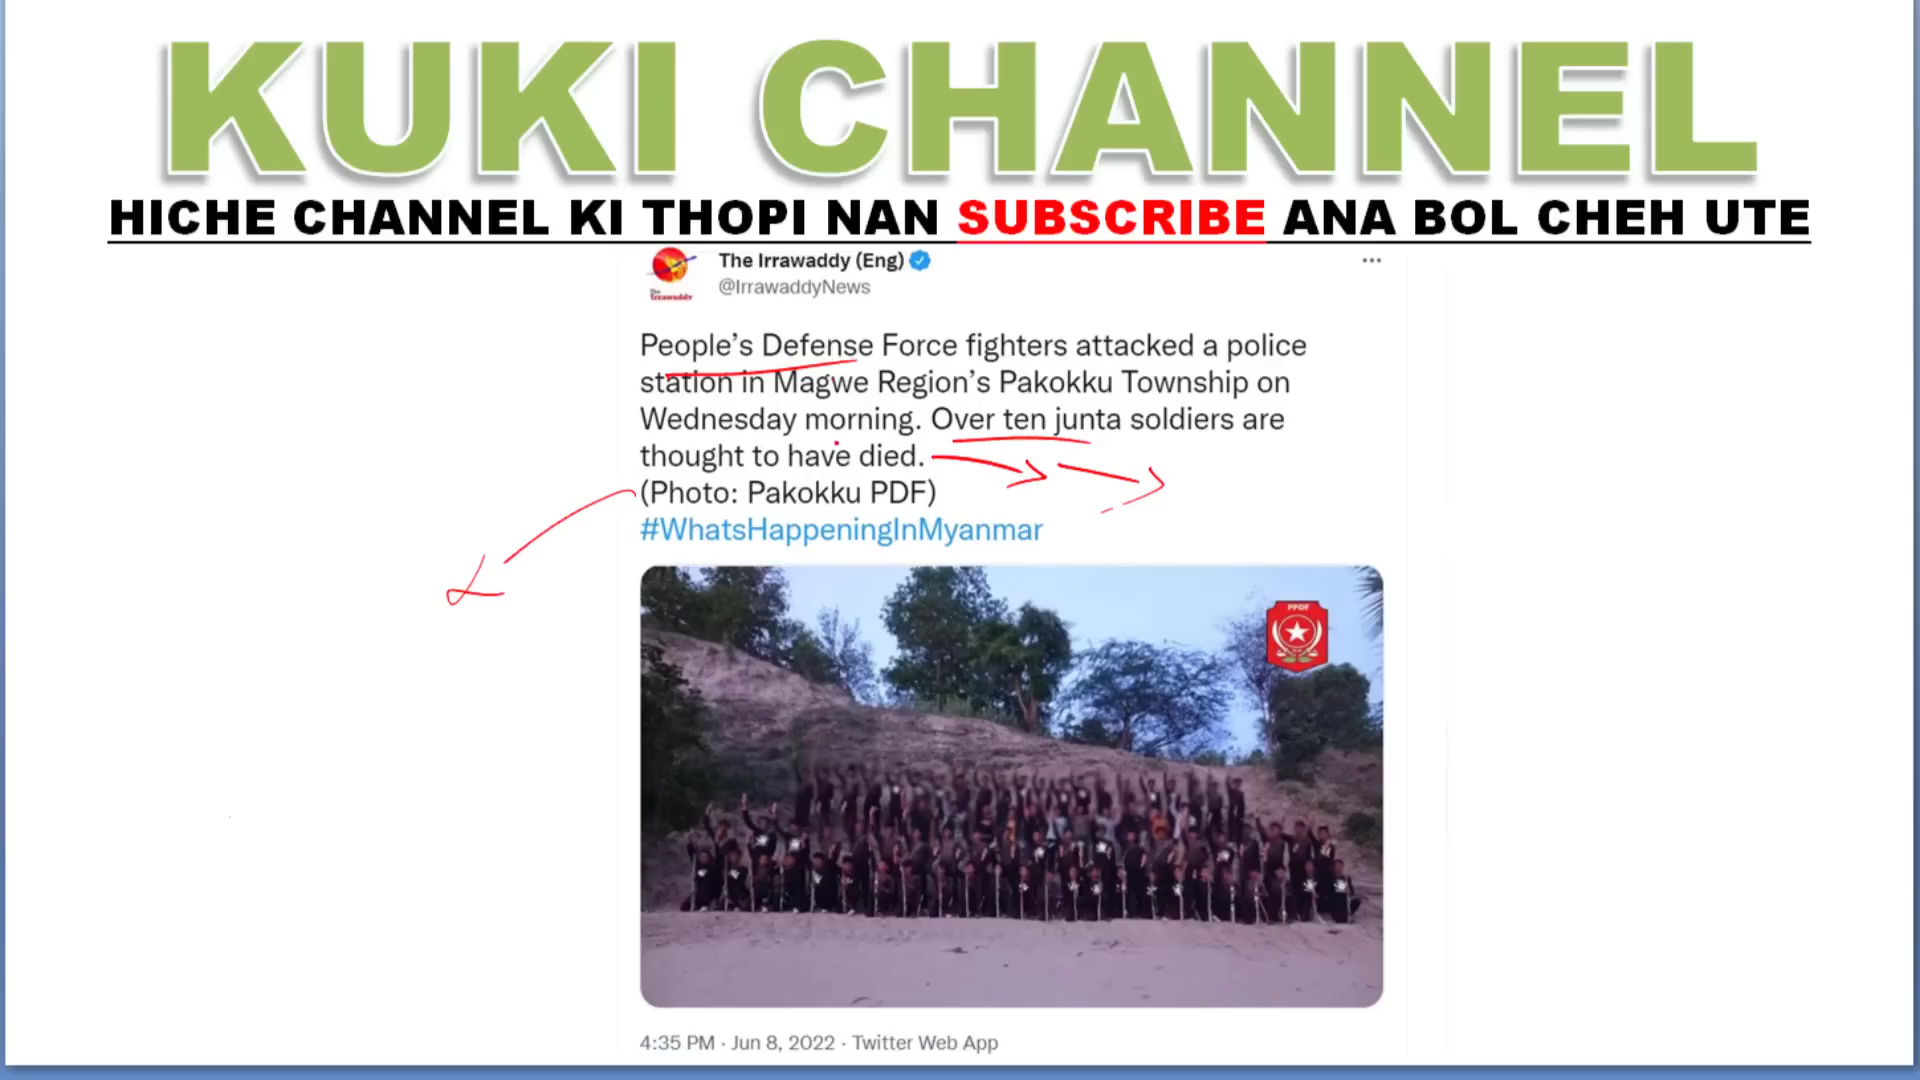 KUKI CHANNEL
HICHE CHANNEL KI THOPI NAN SUBSCRIBE ANA BOL CHEH UTE
The Irrawaddy (Eng)
The
Irrawaddy
@IrrawaddyNews
People’s Defense Force fighters attacked a police
station in Magwe Region’s Pakokku Township on
Wednesday morning. Over ten junta soldiers are
thought to have died.
(Photo: Pakokku PDF)
#WhatsHappeningInMyanmar
PPDF
4:35 PM · Jun 8, 2022 · Twitter Web App